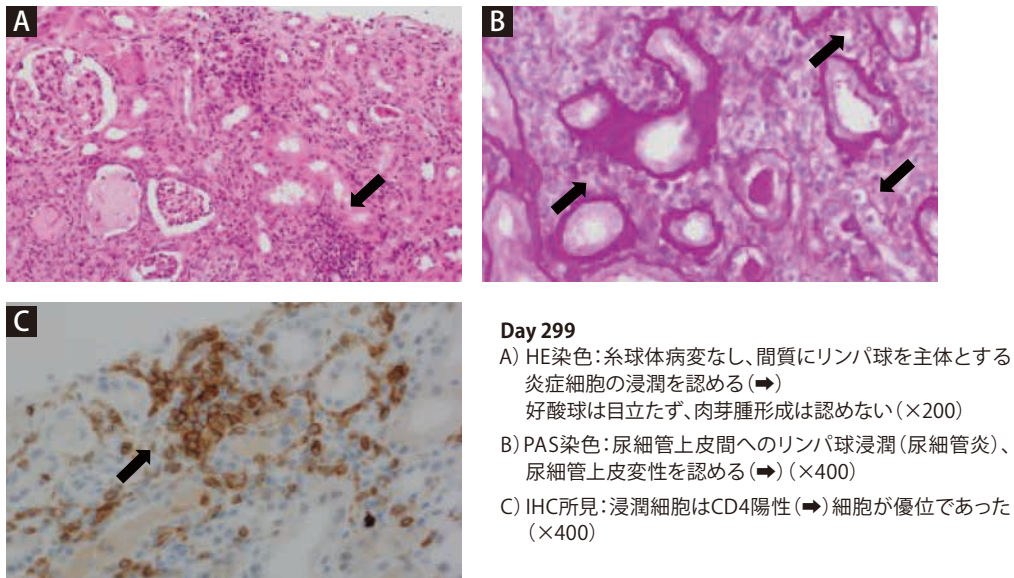 A
B
C
Day 299
A) HE染色:糸球体病変なし、間質にリンパ球を主体とする
炎症細胞の浸潤を認める(➡)
好酸球は目立たず、肉芽腫形成は認めない(×200)
B) PAS染色:尿細管上皮間へのリンパ球浸潤(尿細管炎)、
尿細管上皮変性を認める(➡)(×400)
C) IHC所見:浸潤細胞はCD4陽性(➡)細胞が優位であった
(×400)